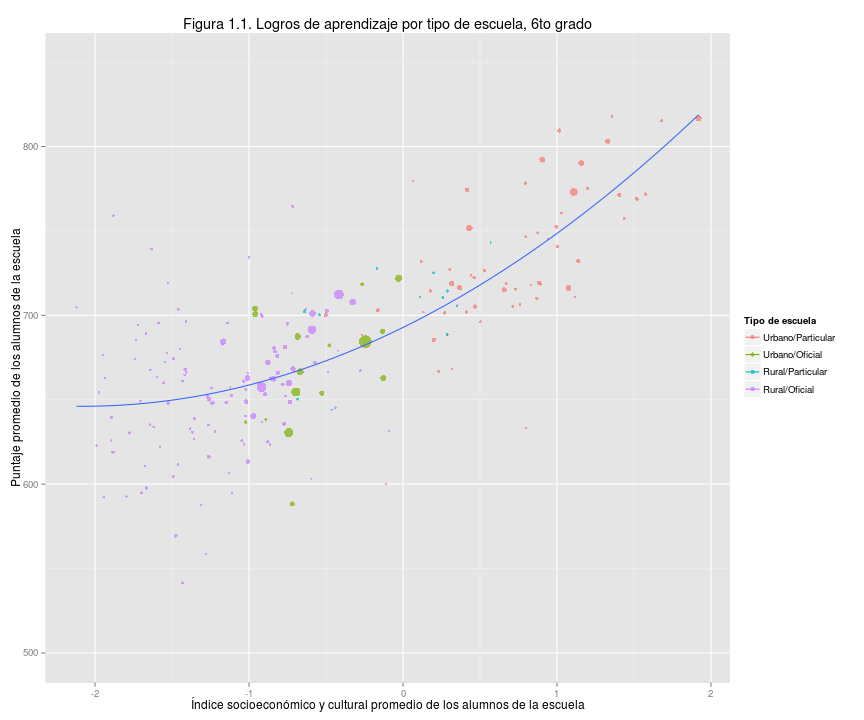 Figura 1.1. Logros de aprendizaje por tipo de escuela, 6to grado
Puntaje promedio de los alumnos de la escuela
800
700
600
500
-2
-1
0
1
2
Índice socioeconómico y cultural promedio de los alumnos de la escuela
Tipo de escuela
Urbano/Particular
Urbano/Oficial
Rural/Particular
Rural/Oficial